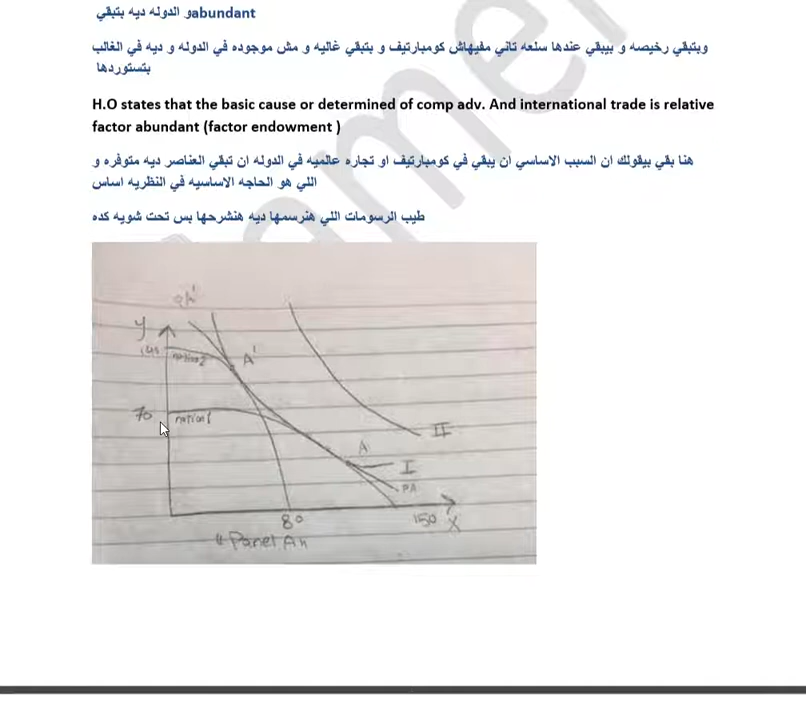 و الدوله ديه بتبقي abundant
وبتبقي رخيصه و بيبقي عندها سلعه تاني مفيهاش كومبارتيف و بتبقي غاليه و مش موجوده في الدوله و ديه في الغالب
بتستوردها
H.O states that the basic cause or determined of comp adv. And international trade is relative
factor abundant (factor endowment )
هنا بقي بيقولك ان السبب الاساسي ان يبقي في كومبارتيف او تجاره عالميه في الدوله ان تبقي العناصر ديه متوفره و
اللي هو الحاجه الاساسيه في النظريه اساس
طيب الرسومات اللي هنرسمها ديه هنشرحها بس تحت شويه كده
Y
A'
70
nation1
II
A
I
PA
80
150 X
"Panel A"